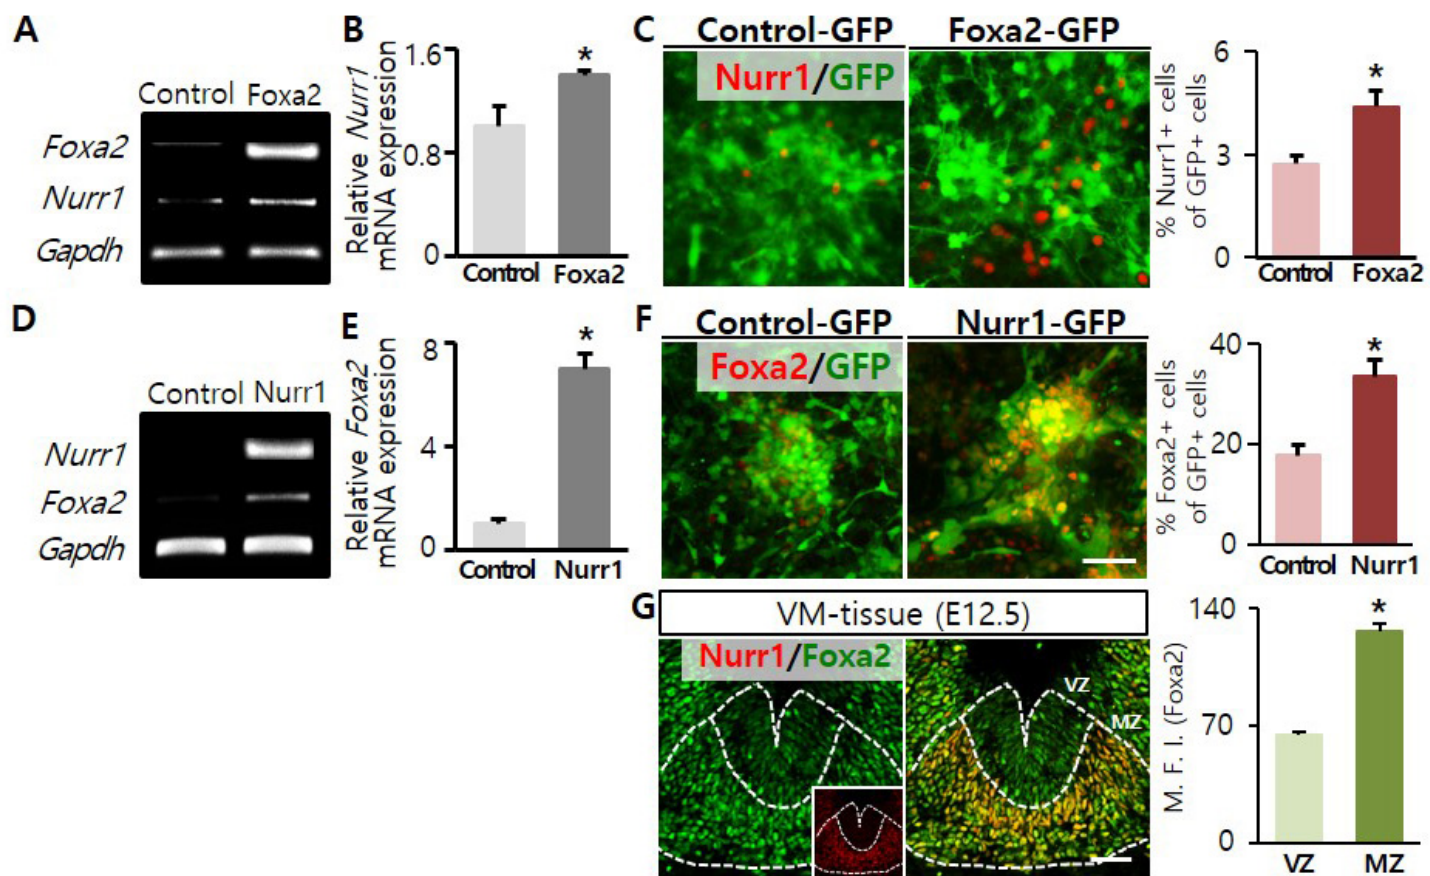 A
Control Foxa2
Foxa2
Nurr1
Gapdh
B
Relative Nurr1
mRNA expression
1.6
0.8
0
*
Control Foxa2
C
Control-GFP Foxa2-GFP
Nurr1/GFP
% Nurr1+ cells
of GFP+ cells
6
3
0
*
Control Foxa2
D
Control Nurr1
Nurr1
Foxa2
Gapdh
E
Relative Foxa2
mRNA expression
8
4
0
*
Control Nurr1
F
Control-GFP Nurr1-GFP
Foxa2/GFP
% Foxa2+ cells
of GFP+ cells
40
20
0
*
Control Nurr1
G
VM-tissue (E12.5)
Nurr1/Foxa2
VZ
MZ
M. F. I. (Foxa2)
140
70
0
*
VZ MZ